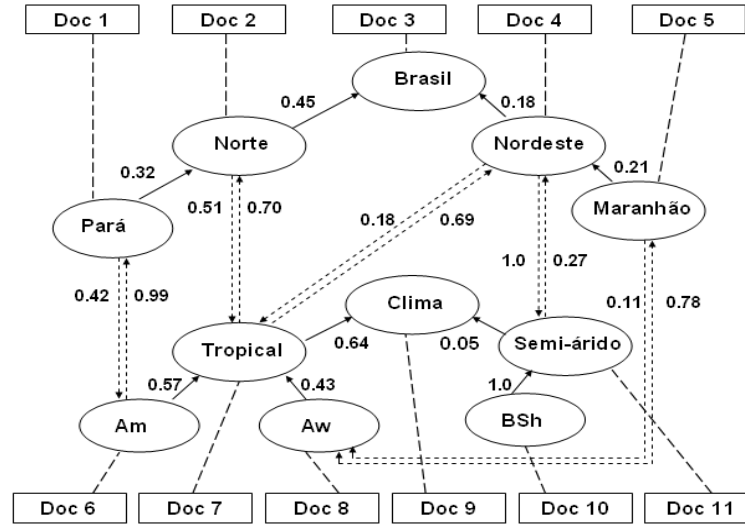 Doc 1
Doc 2
Doc 3
Doc 4
Doc 5
Brasil
0.45
0.18
Norte
Nordeste
0.32
0.21
Pará
0.51
0.70
0.18
0.69
Maranhão
0.42
0.99
1.0
0.27
0.11
0.78
Clima
Tropical
0.64
0.05
Semi-árido
0.57
0.43
1.0
Am
Aw
BSh
Doc 6
Doc 7
Doc 8
Doc 9
Doc 10
Doc 11